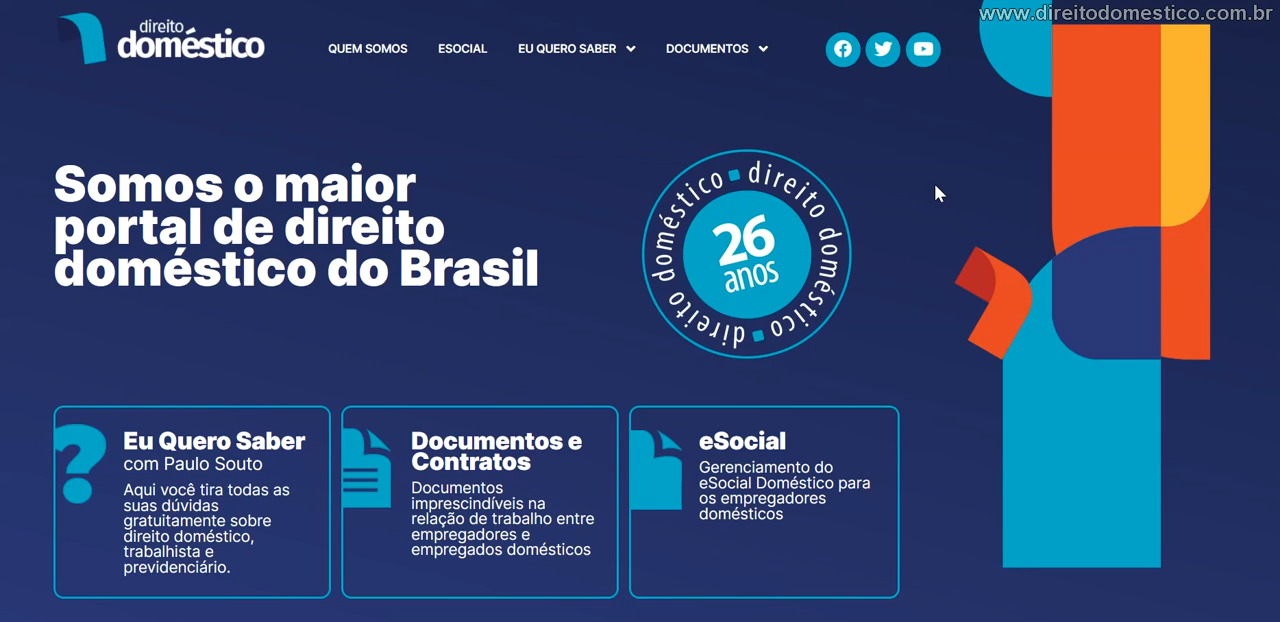 www.direitodomestico.com.br
direito
doméstico
QUEM SOMOS
ESOCIAL
EU QUERO SABER
DOCUMENTOS
Somos o maior
portal de direito
doméstico do Brasil
direito doméstico
direito doméstico
26
anos
Eu Quero Saber
com Paulo Souto
Aqui você tira todas as
suas dúvidas
gratuitamente sobre
direito doméstico,
trabalhista e
previdenciário.
Documentos e
Contratos
Documentos
imprescindíveis na
relação de trabalho entre
empregadores e
empregados domésticos
eSocial
Gerenciamento do
eSocial Doméstico para
os empregadores
domésticos